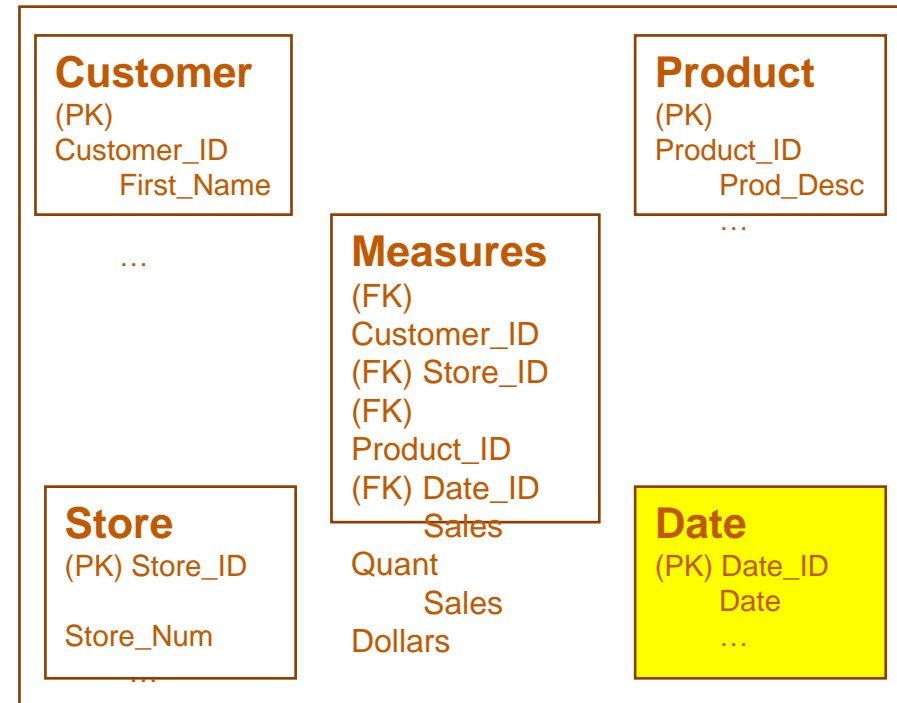 Customer
(PK)
Customer_ID
First_Name
…
Product
(PK)
Product_ID
Prod_Desc
…
Measures
(FK)
Customer_ID
(FK) Store_ID
(FK)
Product_ID
(FK) Date_ID
Sales
Quant
Sales
Dollars
Store
(PK) Store_ID
Store_Num
…
Date
(PK) Date_ID
Date
…